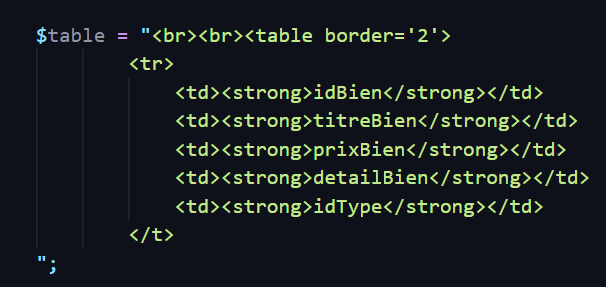 $table = "<br><br><table border='2'>
<tr>
<td><strong>idBien</strong></td>
<td><strong>titreBien</strong></td>
<td><strong>prixBien</strong></td>
<td><strong>detailBien</strong></td>
<td><strong>idType</strong></td>
</t>
";